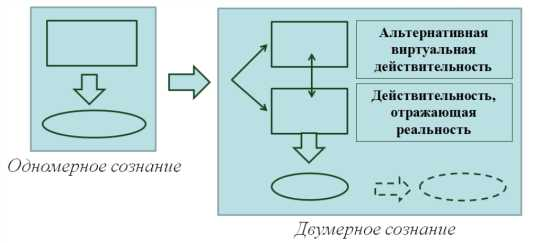 Альтернативная
виртуальная
действительность
Действительность,
отражающая
реальность
Одномерное сознание
Двумерное сознание